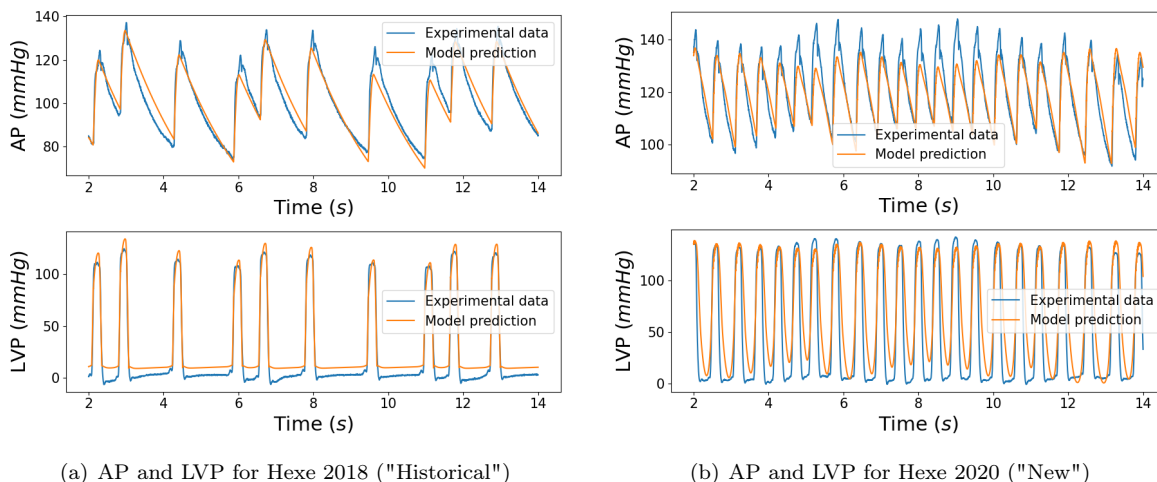 140
120
100
80
AP (mmHg)
Experimental data
Model prediction
2 4 6 8 10 12 14
Time (s)
100
50
0
LVP (mmHg)
Experimental data
Model prediction
2 4 6 8 10 12 14
Time (s)
(a) AP and LVP for Hexe 2018 ("Historical")
140
120
100
AP (mmHg)
Experimental data
Model prediction
2 4 6 8 10 12 14
Time (s)
100
50
0
LVP (mmHg)
Experimental data
Model prediction
2 4 6 8 10 12 14
Time (s)
(b) AP and LVP for Hexe 2020 ("New")